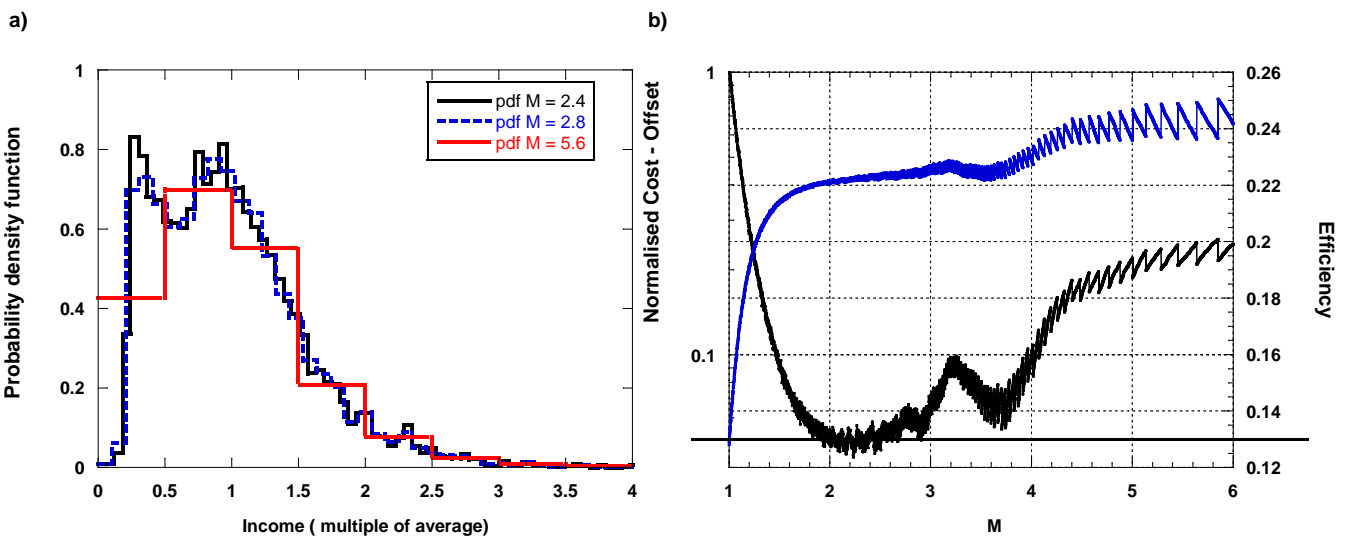 a)
Probability density function
1
0.8
0.6
0.4
0.2
0
pdf M = 2.4
pdf M = 2.8
pdf M = 5.6
0 0.5 1 1.5 2 2.5 3 3.5 4
Income ( multiple of average)
b)
Normalised Cost - Offset
1
0.1
0.26
0.24
0.22
0.2
0.18
0.16
0.14
0.12
Efficiency
1 2 3 4 5 6
M